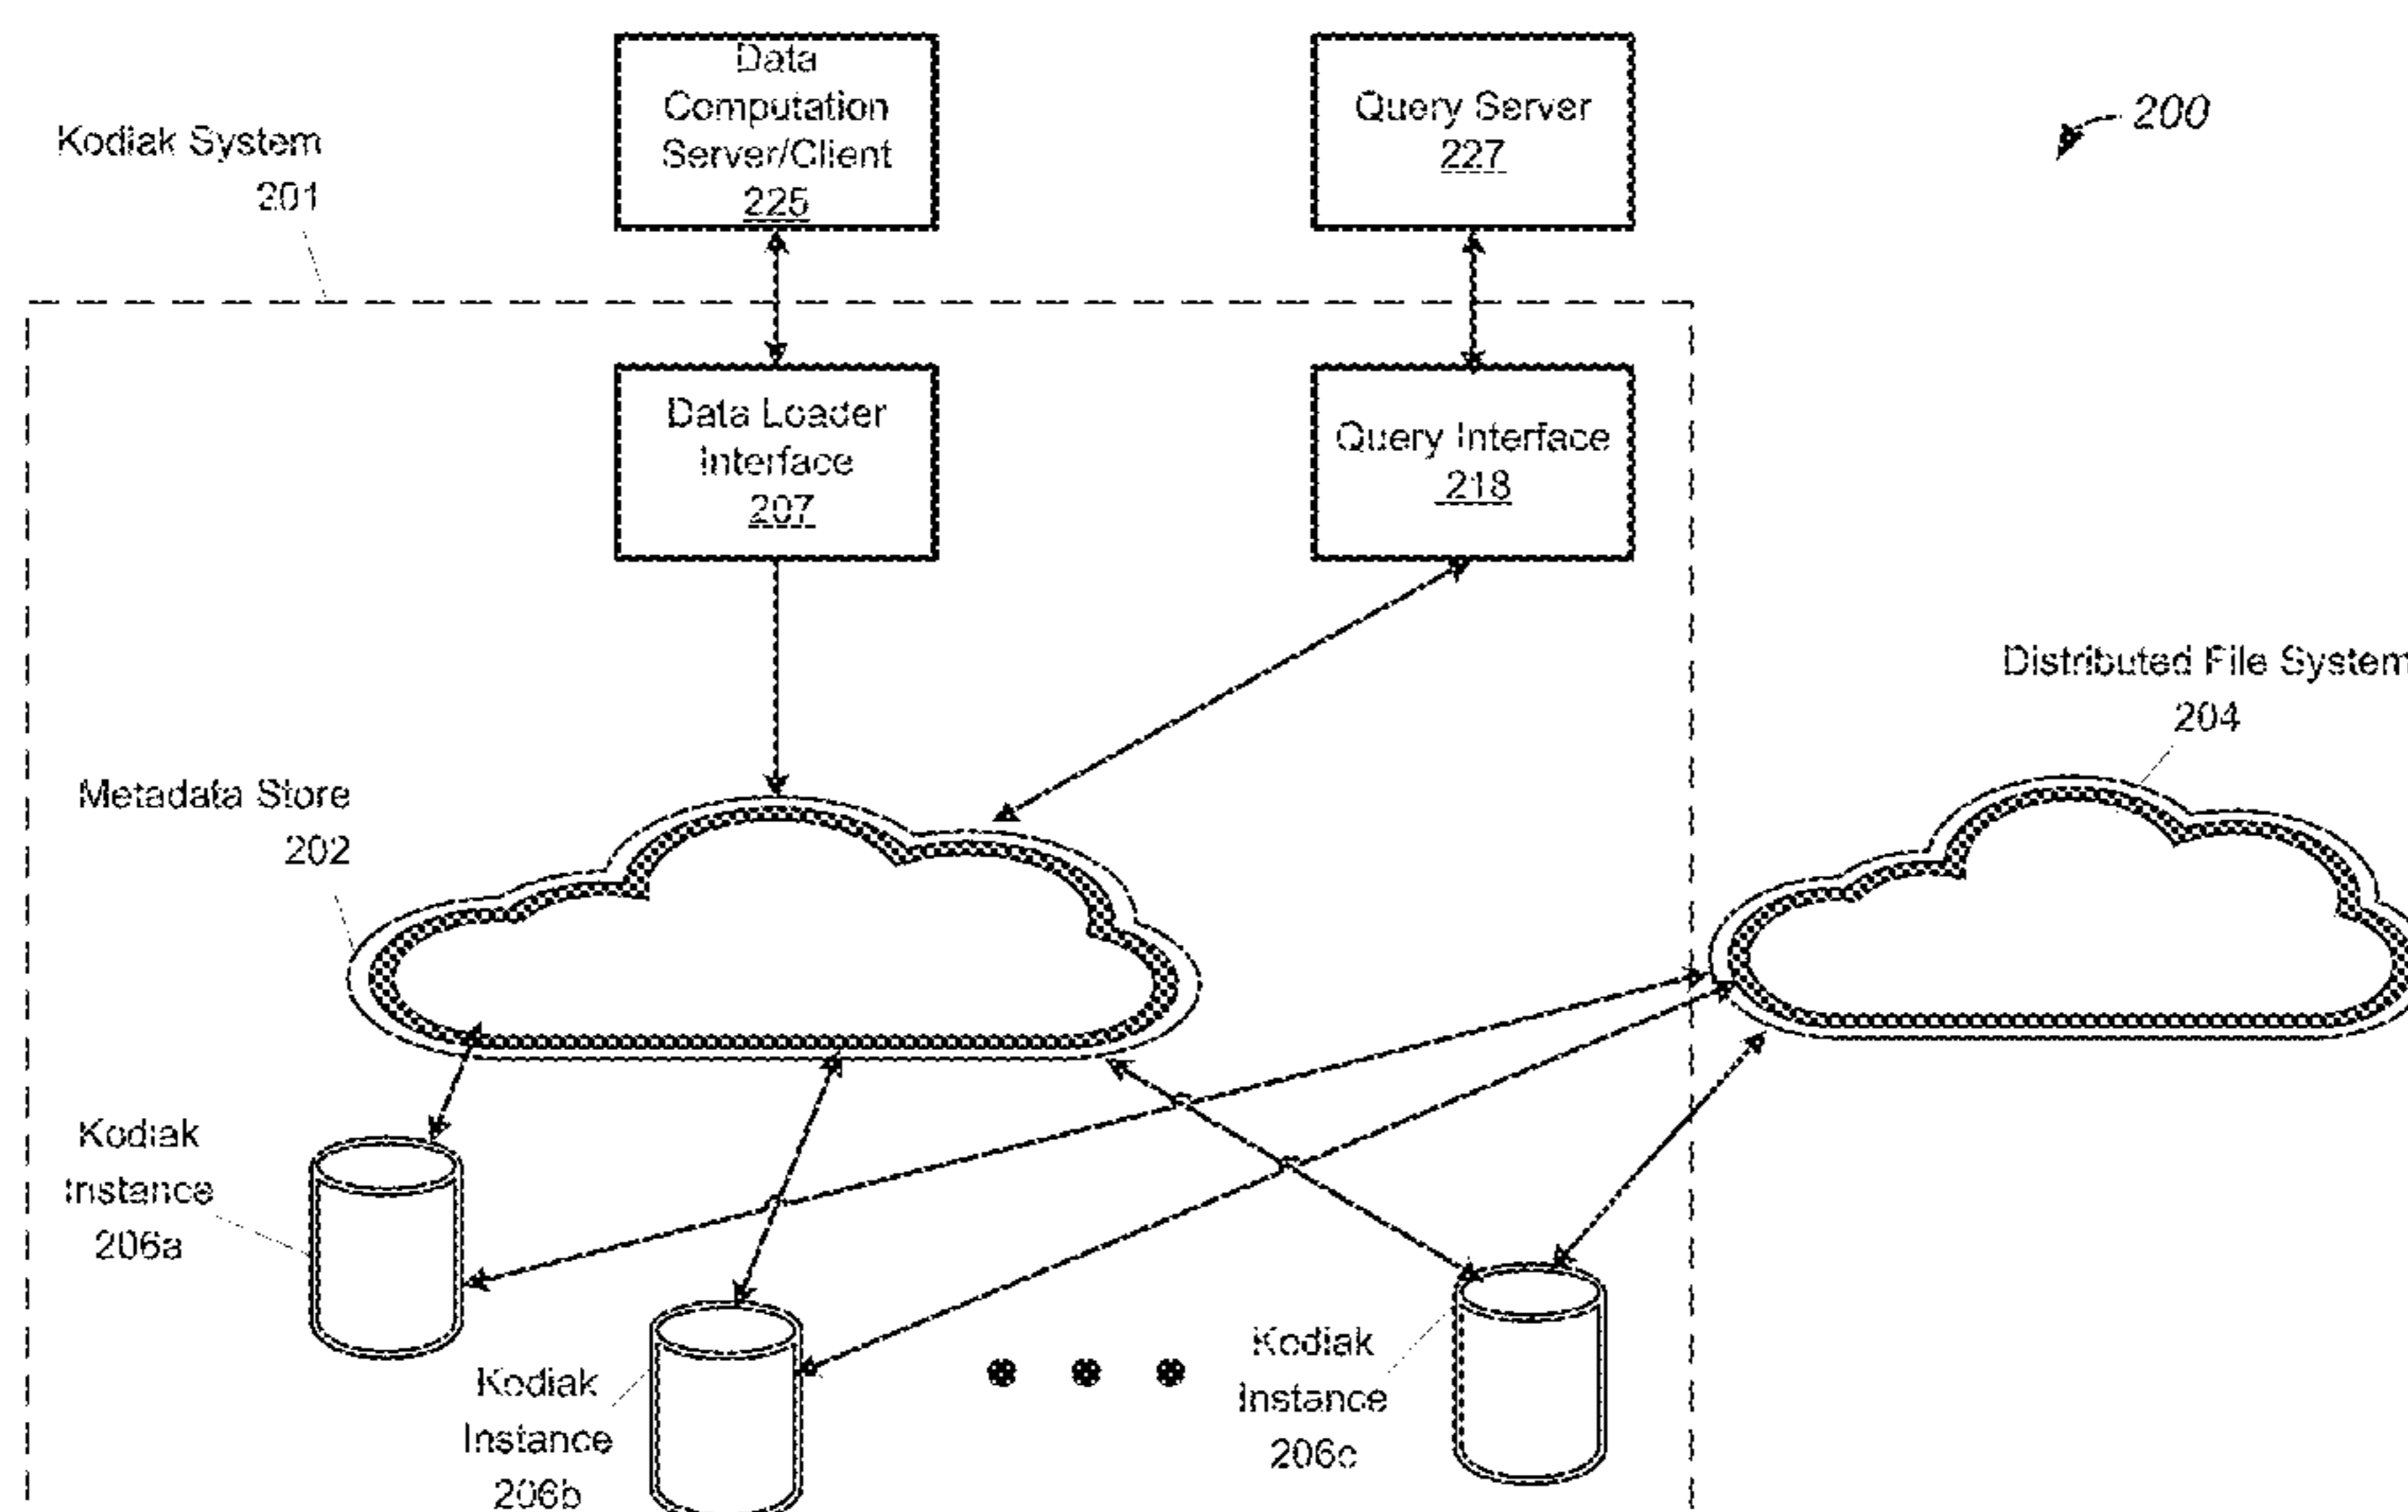 Data
Computation
Server/Client
225
Query Server
227
200
Kodiak System
201
Data Loader
Interface
207
Query Interface
218
Distributed File System
204
Metadata Store
202
Kodiak
Instance
206a
Kodiak
Instance
206b
Kodiak
Instance
206c